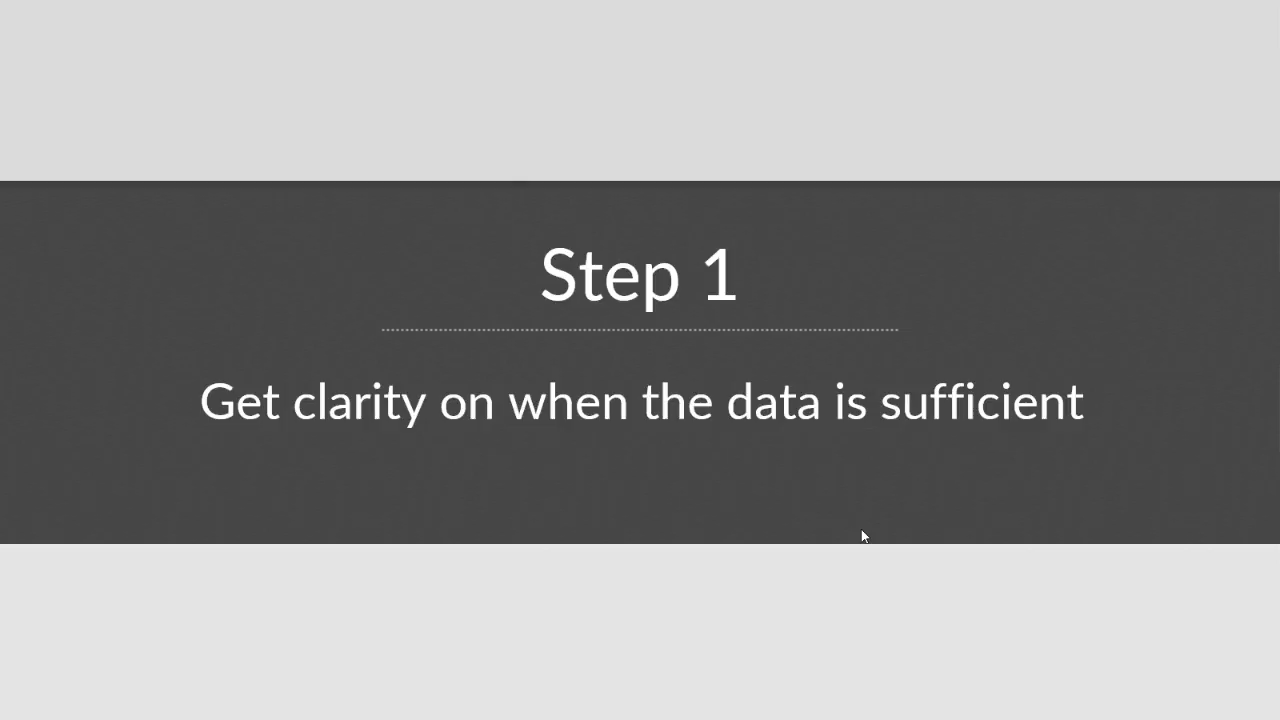 Step 1
Get clarity on when the data is sufficient